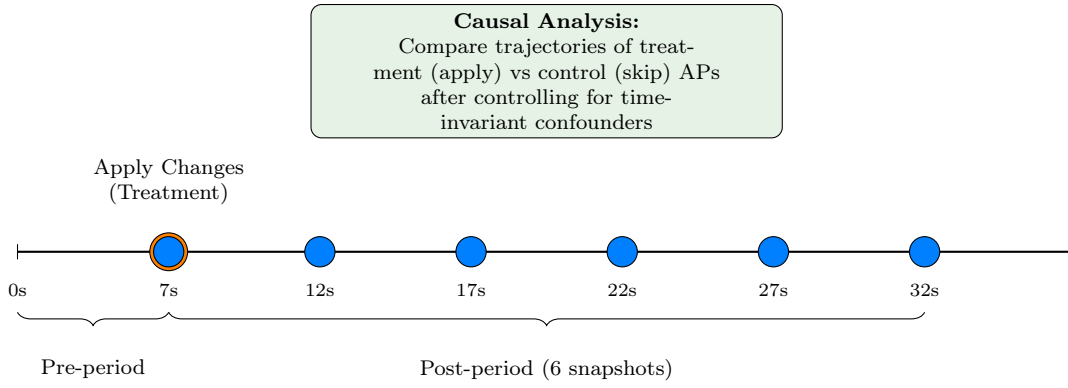 Causal Analysis:
Compare trajectories of treat-
ment (apply) vs control (skip) APs
after controlling for time-
invariant confounders
Apply Changes
(Treatment)
0s
7s
12s
17s
22s
27s
32s
Pre-period
Post-period (6 snapshots)